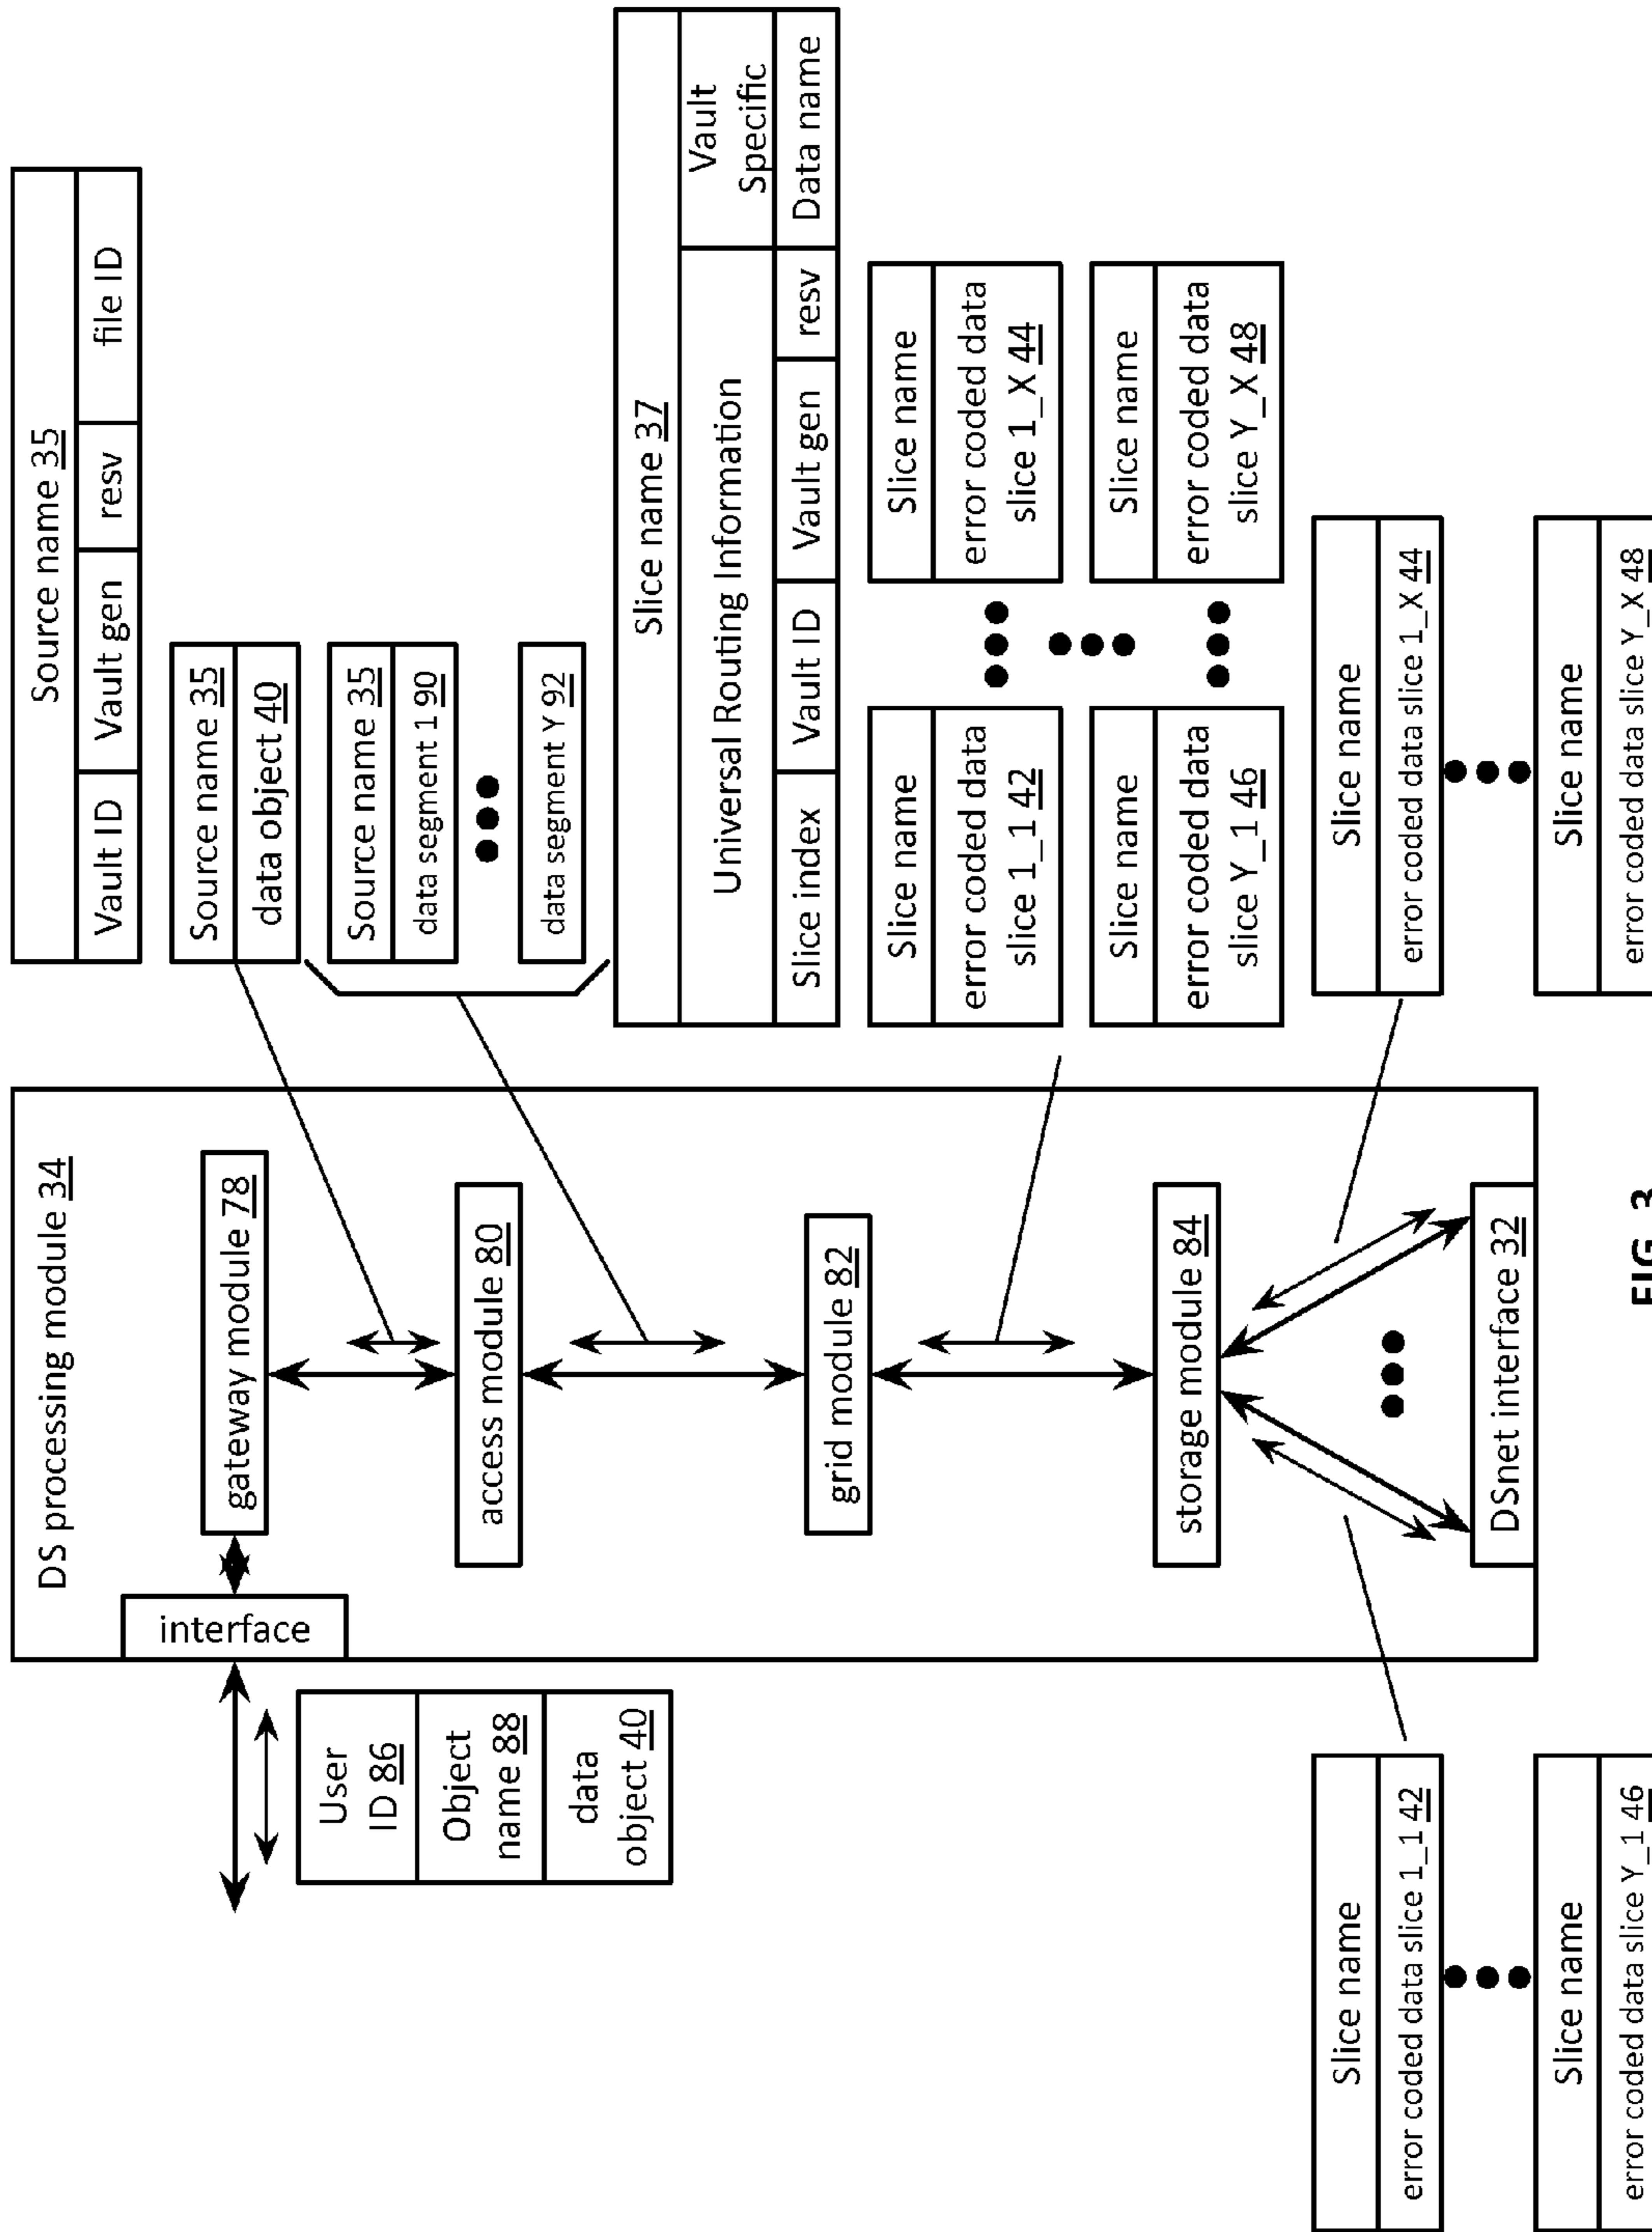 DS processing module 34
interface
gateway module 78
access module 80
grid module 82
storage module 84
DSnet interface 32
User
ID 86
Object
name 88
data
object 40
Source name 35
Vault ID
Vault gen
resv
file ID
Source name 35
data object 40
Source name 35
data segment 1 90
data segment Y 92
Slice name 37
Universal Routing Information
Vault
Specific
Slice index
Vault ID
Vault gen
resv
Data name
Slice name
error coded data
slice 1_1 42
Slice name
error coded data
slice 1_X 44
Slice name
error coded data
slice Y_1 46
Slice name
error coded data
slice Y_X 48
Slice name
error coded data slice 1_1 42
Slice name
error coded data slice Y_1 46
Slice name
error coded data slice 1_X 44
Slice name
error coded data slice Y_X 48
FIG. 3